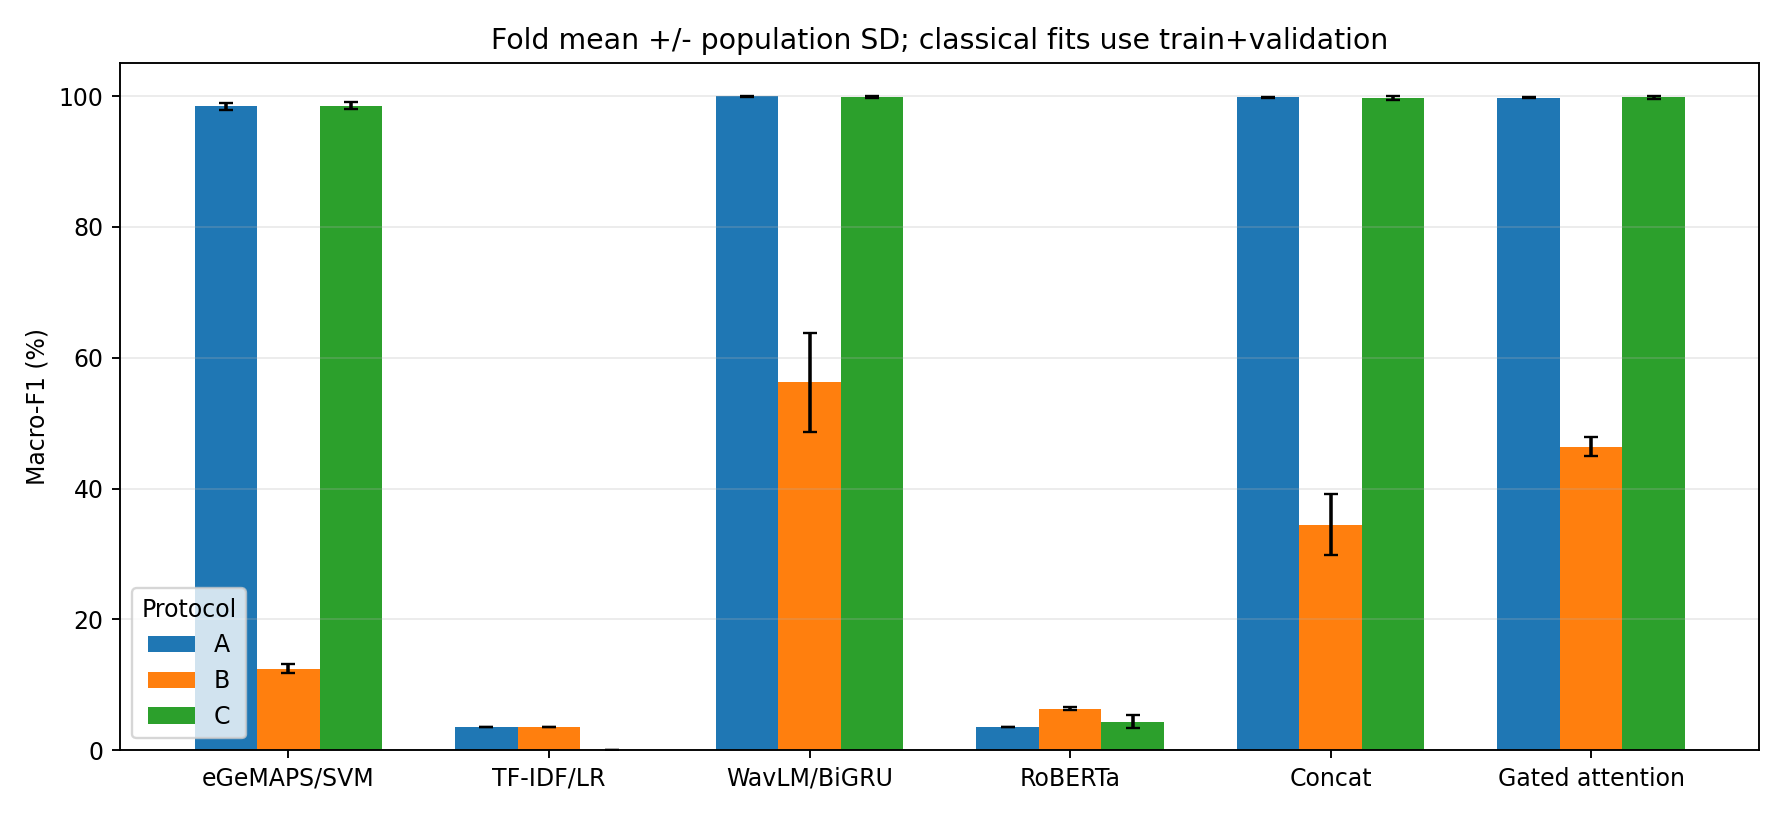 Fold mean +/- population SD; classical fits use train+validation
Macro-F1 (%)
100
80
60
40
20
0
Protocol
A
B
C
eGeMAPS/SVM
TF-IDF/LR
WavLM/BiGRU
RoBERTa
Concat
Gated attention